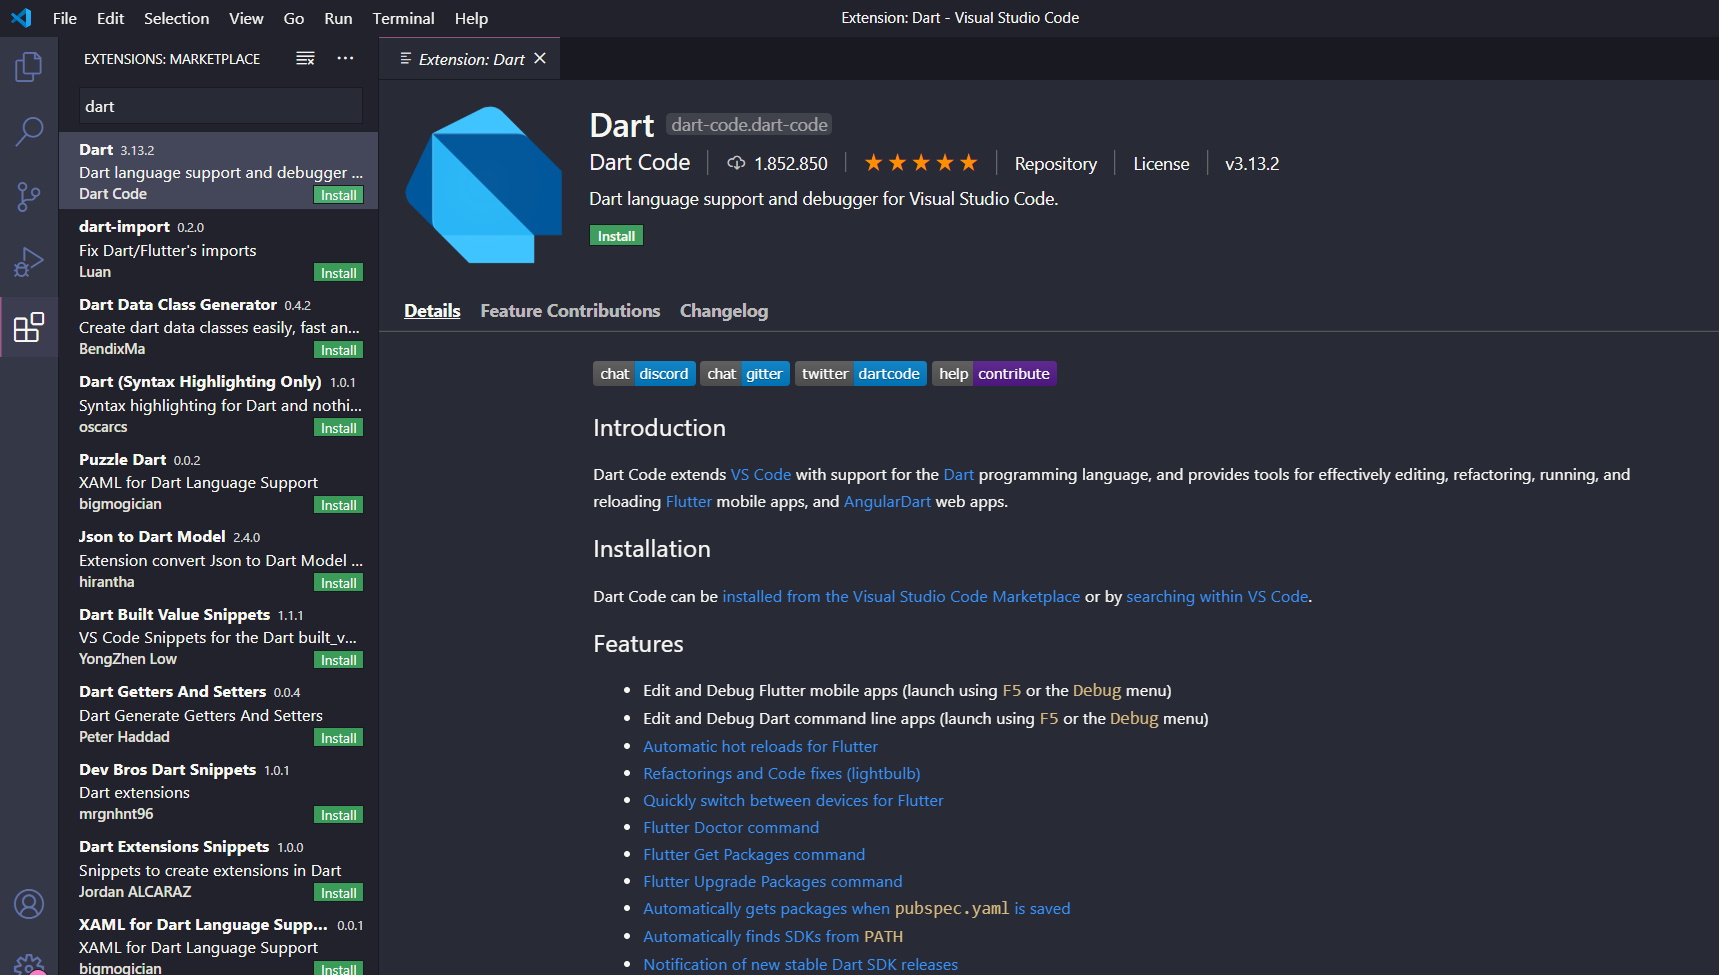 File Edit Selection View Go Run Terminal Help
Extension: Dart - Visual Studio Code
EXTENSIONS: MARKETPLACE
dart
Dart 3.13.2
Dart language support and debugger ...
Dart Code
Install
dart-import 0.2.0
Fix Dart/Flutter's imports
Luan
Install
Dart Data Class Generator 0.4.2
Create dart data classes easily, fast an...
BendixMa
Install
Dart (Syntax Highlighting Only) 1.0.1
Syntax highlighting for Dart and nothi...
oscarcs
Install
Puzzle Dart 0.0.2
XAML for Dart Language Support
bigmogician
Install
Json to Dart Model 2.4.0
Extension convert Json to Dart Model ...
hirantha
Install
Dart Built Value Snippets 1.1.1
VS Code Snippets for the Dart built_v...
YongZhen Low
Install
Dart Getters And Setters 0.0.4
Dart Generate Getters And Setters
Peter Haddad
Install
Dev Bros Dart Snippets 1.0.1
Dart extensions
mrgnhnt96
Install
Dart Extensions Snippets 1.0.0
Snippets to create extensions in Dart
Jordan ALCARAZ
Install
XAML for Dart Language Supp... 0.0.1
XAML for Dart Language Support
bigmogician
Install
Extension: Dart
Dart dart-code.dart-code
Dart Code 1.852.850 Repository License v3.13.2
Dart language support and debugger for Visual Studio Code.
Install
Details Feature Contributions Changelog
chat discord chat gitter twitter dartcode help contribute
Introduction
Dart Code extends VS Code with support for the Dart programming language, and provides tools for effectively editing, refactoring, running, and
reloading Flutter mobile apps, and AngularDart web apps.
Installation
Dart Code can be installed from the Visual Studio Code Marketplace or by searching within VS Code.
Features
• Edit and Debug Flutter mobile apps (launch using F5 or the Debug menu)
• Edit and Debug Dart command line apps (launch using F5 or the Debug menu)
• Automatic hot reloads for Flutter
• Refactorings and Code fixes (lightbulb)
• Quickly switch between devices for Flutter
• Flutter Doctor command
• Flutter Get Packages command
• Flutter Upgrade Packages command
• Automatically gets packages when pubspec.yaml is saved
• Automatically finds SDKs from PATH
• Notification of new stable Dart SDK releases